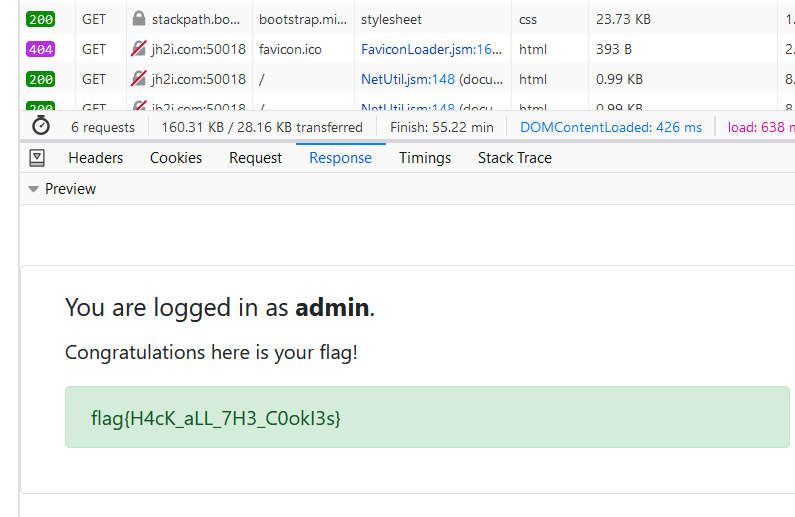 200 GET stackpath.bo... bootstrap.mi... stylesheet css 23.73 KB 1.
404 GET jh2i.com:50018 favicon.ico FaviconLoader.jsm:16... html 393 B 2.
200 GET jh2i.com:50018 / NetUtil.jsm:148 (docu... html 0.99 KB 8.
200 GET jh2i.com:50018 / NetUtil.jsm:148 (docu... html 0.99 KB 8.
6 requests 160.31 KB / 28.16 KB transferred Finish: 55.22 min DOMContentLoaded: 426 ms load: 638 m
Headers Cookies Request Response Timings Stack Trace
Preview
You are logged in as admin.
Congratulations here is your flag!
flag{H4cK_aLL_7H3_C0okI3s}